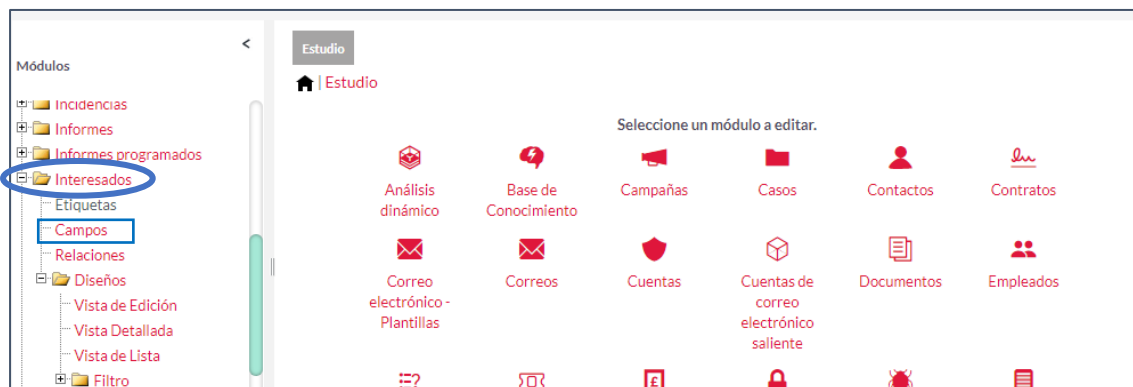 <
Módulos
Incidencias
Informes
Informes programados
Interesados
Etiquetas
Campos
Relaciones
Diseños
Vista de Edición
Vista Detallada
Vista de Lista
Filtro
Estudio
| Estudio
Seleccione un módulo a editar.
Análisis
dinámico
Base de
Conocimiento
Campañas
Casos
Contactos
Contratos
Correo
electrónico -
Plantillas
Correos
Cuentas
Cuentas de
correo
electrónico
saliente
Documentos
Empleados